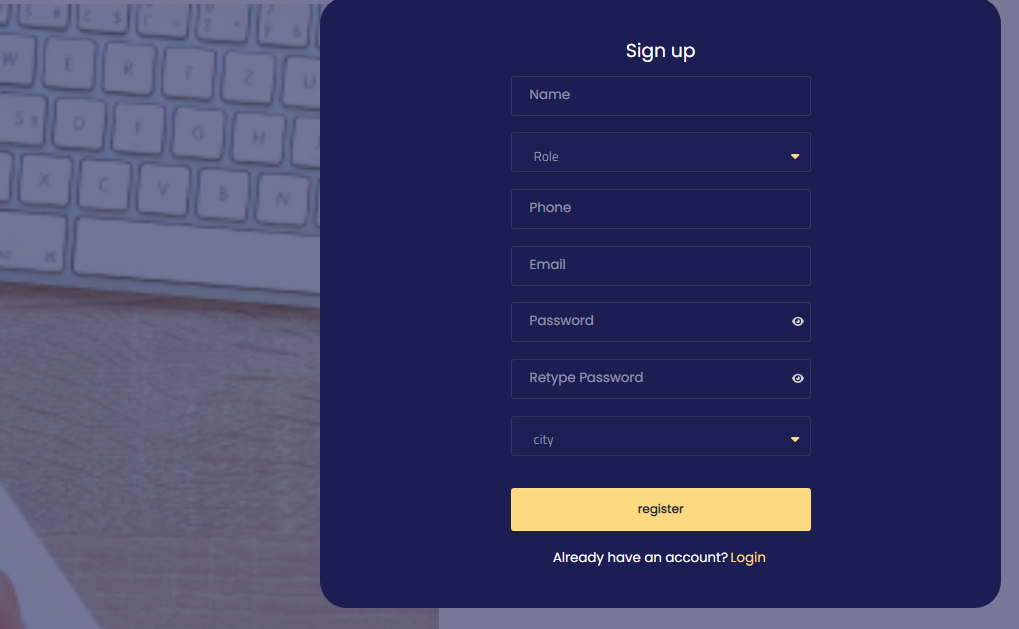 W E R T Z U
S D F G H
X C V B N
Sign up
Name
Role
Phone
Email
Password
Retype Password
city
register
Already have an account? Login